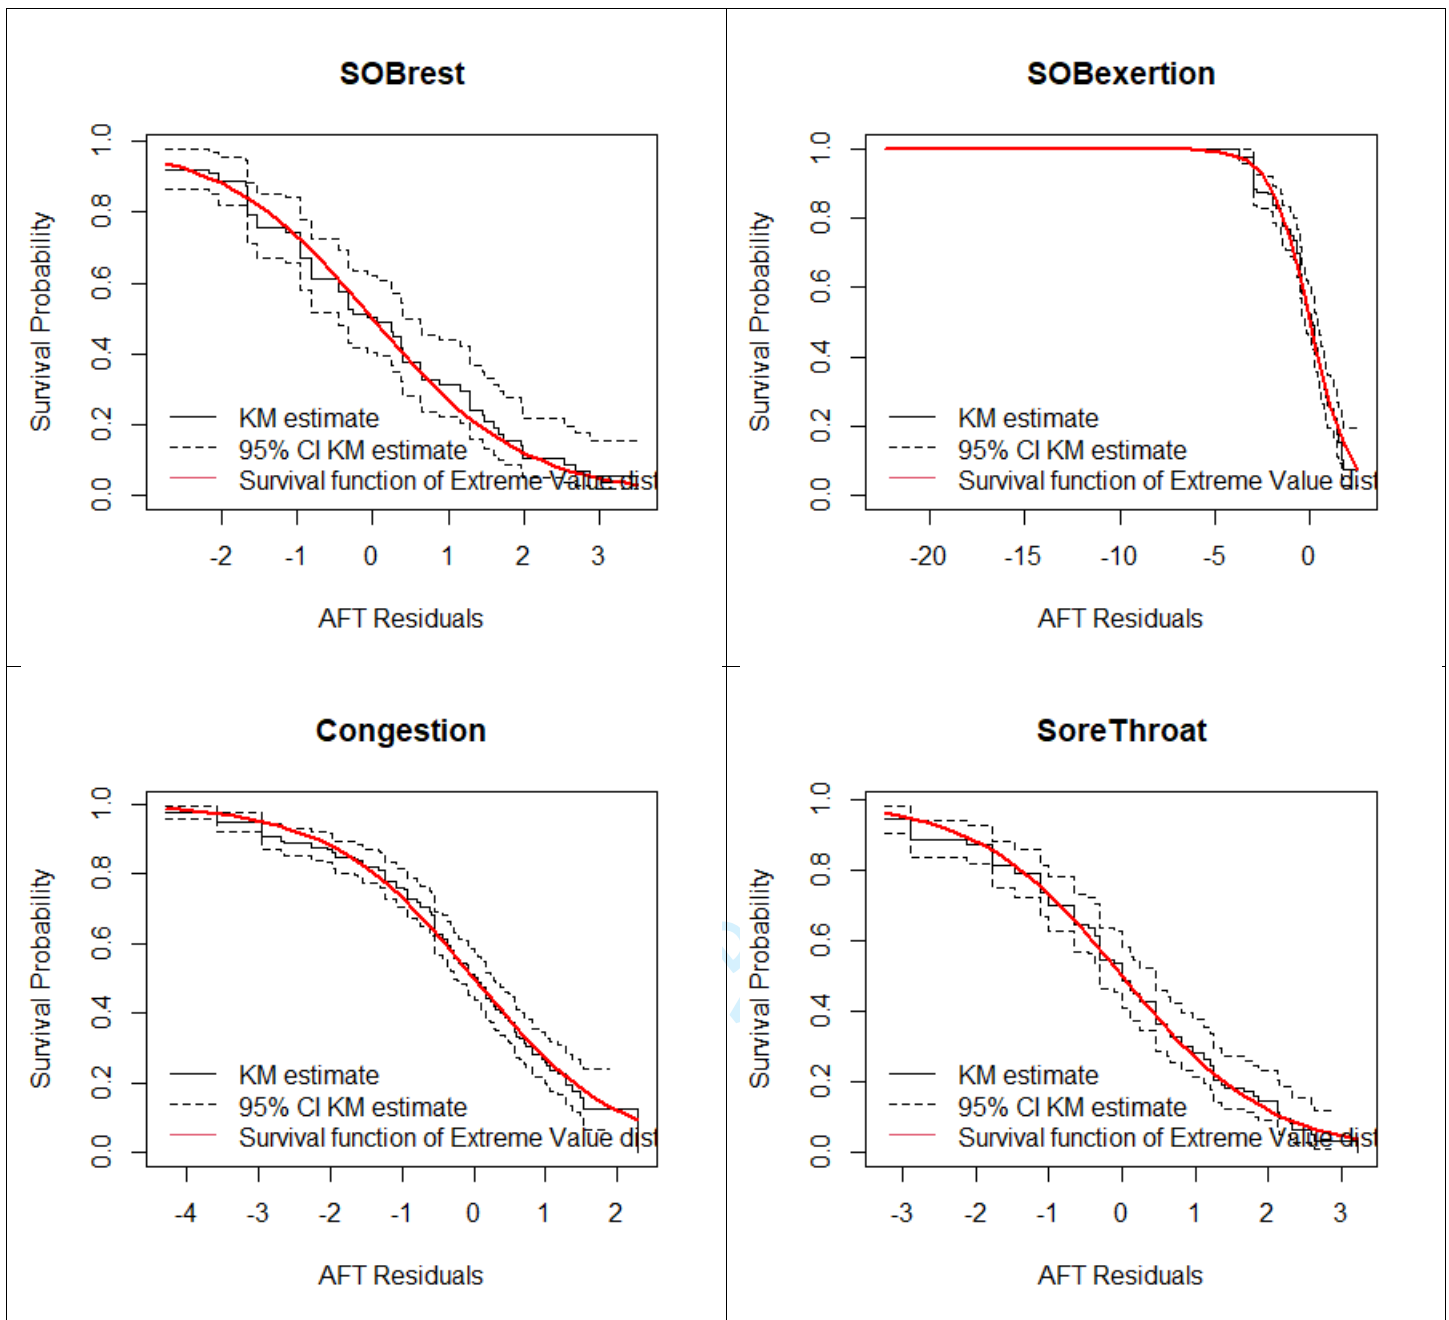 SOBrest
Survival Probability
1.0
0.8
0.6
0.4
0.2
0.0
KM estimate
95% CI KM estimate
Survival function of Extreme Value dist
-2 -1 0 1 2 3
AFT Residuals
SOBexertion
Survival Probability
1.0
0.8
0.6
0.4
0.2
0.0
KM estimate
95% CI KM estimate
Survival function of Extreme Value dist
-20 -15 -10 -5 0
AFT Residuals
Congestion
Survival Probability
1.0
0.8
0.6
0.4
0.2
0.0
KM estimate
95% CI KM estimate
Survival function of Extreme Value dist
-4 -3 -2 -1 0 1 2
AFT Residuals
SoreThroat
Survival Probability
1.0
0.8
0.6
0.4
0.2
0.0
KM estimate
95% CI KM estimate
Survival function of Extreme Value dist
-3 -2 -1 0 1 2 3
AFT Residuals